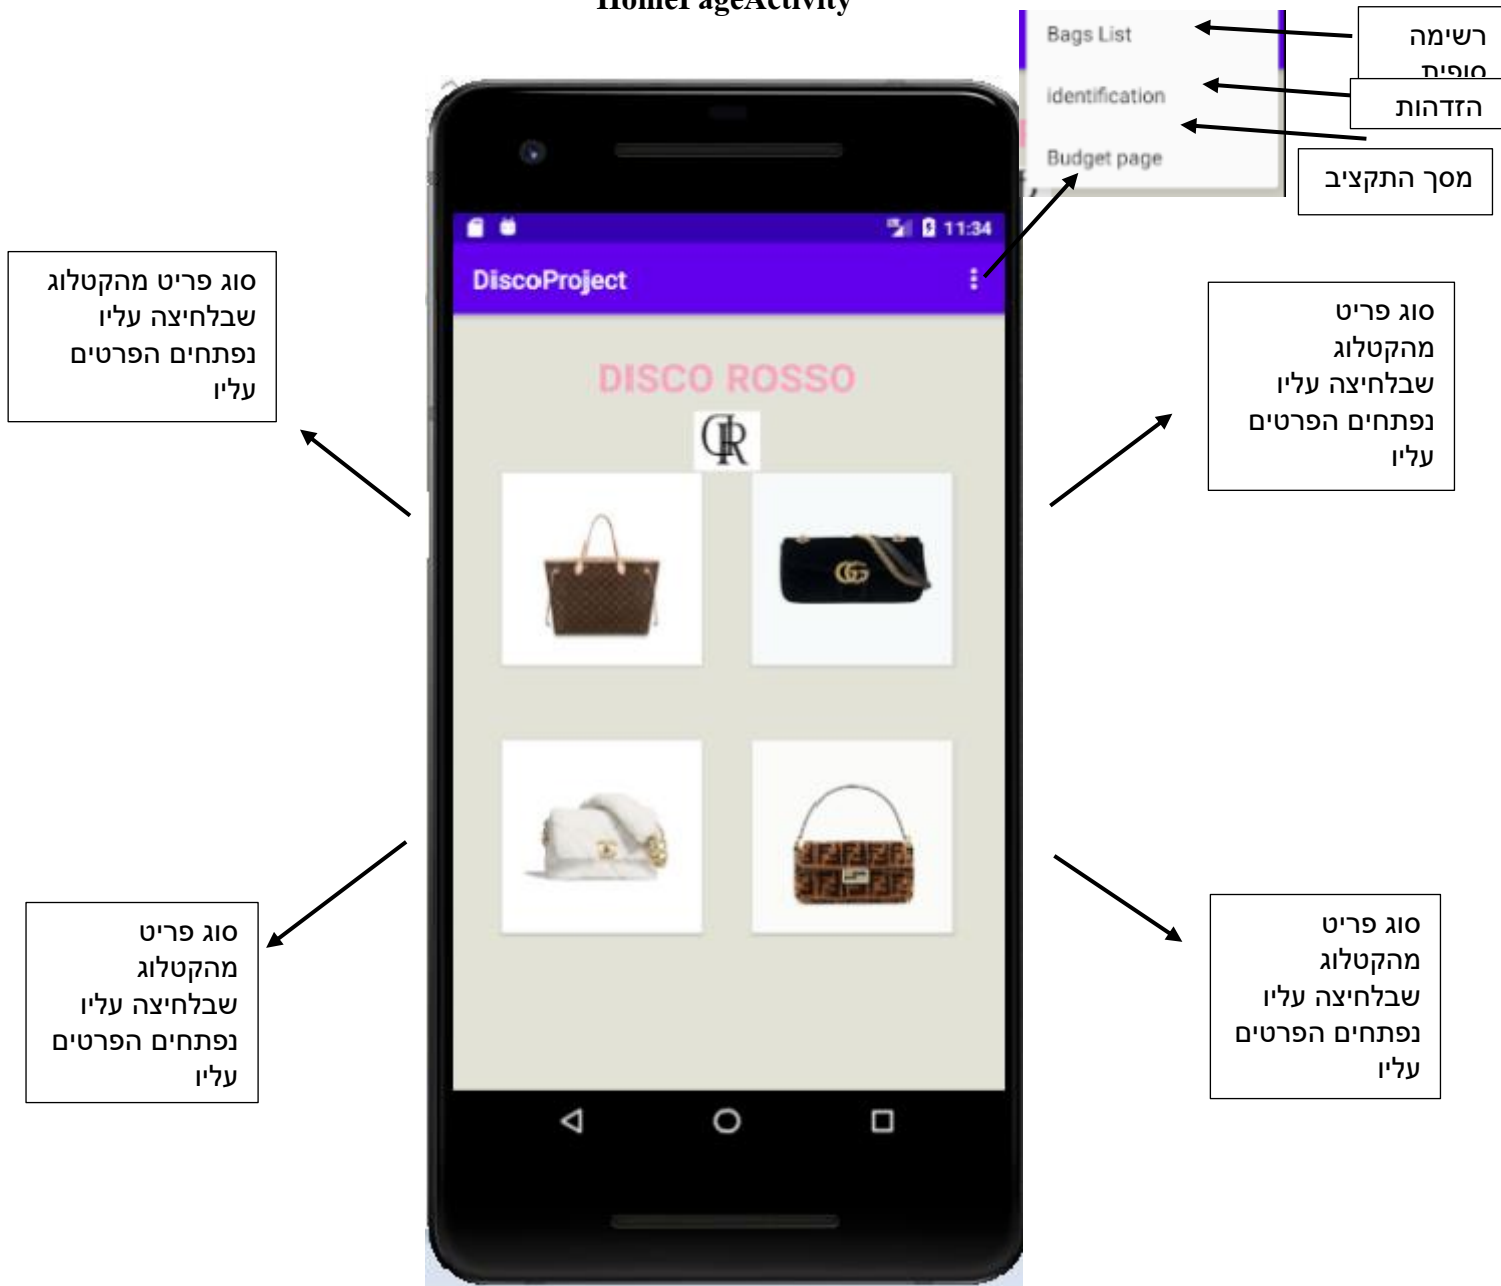 HomePageActivity
Bags List
identification
Budget page
רשימה
סופית
הזדהות
מסך התקציב
11:34
DiscoProject
DISCO ROSSO
סוג פריט מהקטלוג
שבלחיצה עליו
נפתחים הפרטים
עליו
סוג פריט
מהקטלוג
שבלחיצה עליו
נפתחים הפרטים
עליו
סוג פריט
מהקטלוג
שבלחיצה עליו
נפתחים הפרטים
עליו
סוג פריט
מהקטלוג
שבלחיצה עליו
נפתחים הפרטים
עליו